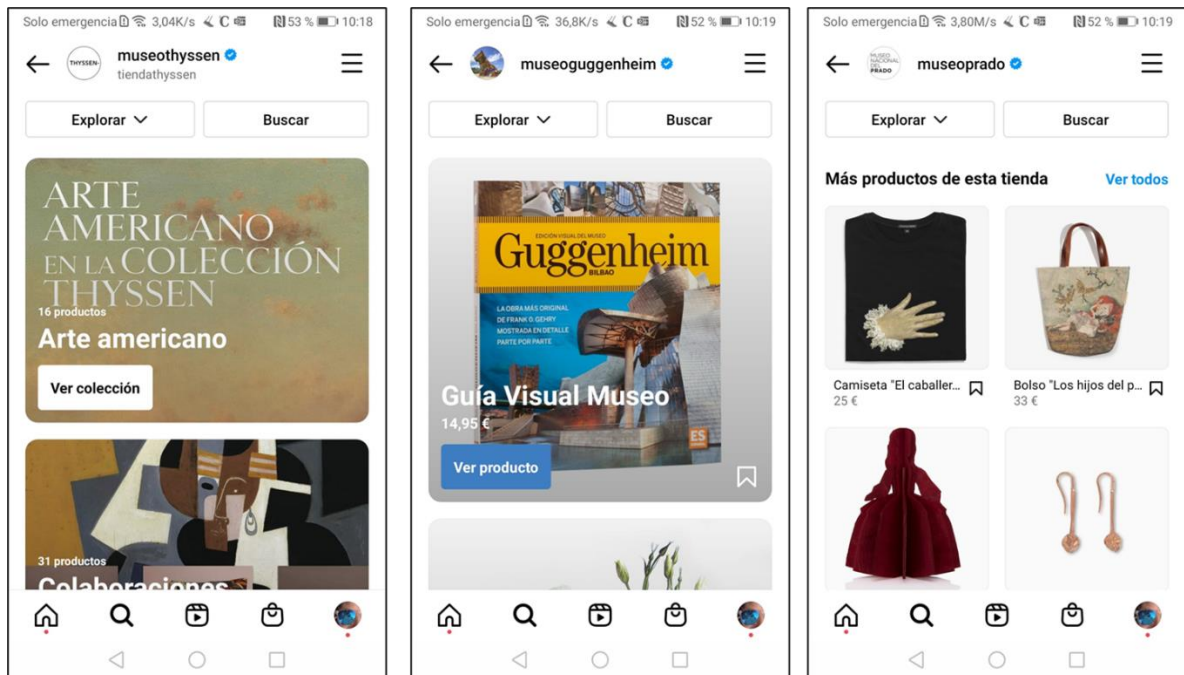 Solo emergencia 3,04K/s 53 % 10:18
THYSSEN-
museothyssen
tiendathyssen
Explorar
Buscar
ARTE
AMERICANO
EN LA COLECCIÓN
THYSSEN
16 productos
Arte americano
Ver colección
31 productos
Colaboraciones
Solo emergencia 36,8K/s 52 % 10:19
museoguggenheim
Explorar
Buscar
EDICIÓN VISUAL DEL MUSEO
Guggenheim
BILBAO
LA OBRA MÁS ORIGINAL
DE FRANK O. GEHRY
MOSTRADA EN DETALLE
PARTE POR PARTE
Guía Visual Museo
14,95 €
ES
Ver producto
Solo emergencia 3,80M/s 52 % 10:19
MUSEO
NACIONAL
DEL
PRADO
museoprado
Explorar
Buscar
Más productos de esta tienda
Ver todos
Camiseta "El caballer...
25 €
Bolso "Los hijos del p...
33 €